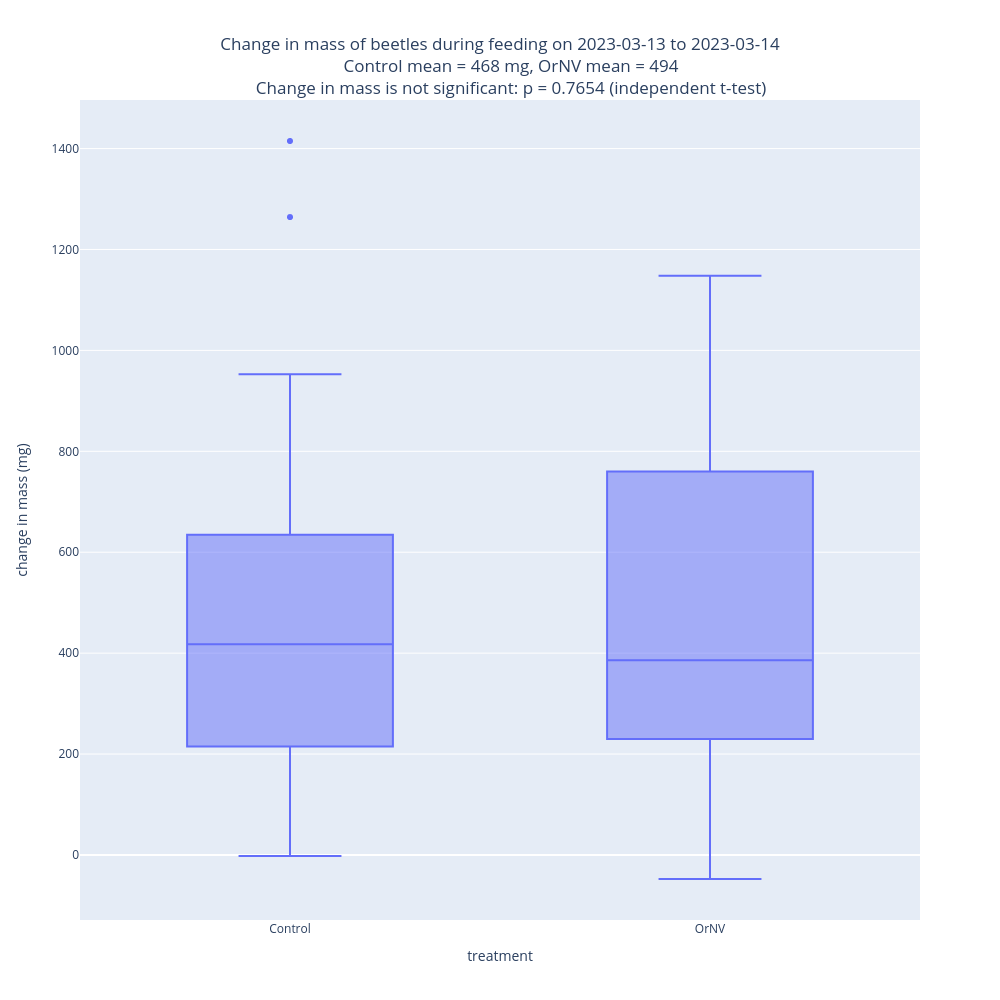 Change in mass of beetles during feeding on 2023-03-13 to 2023-03-14
Control mean = 468 mg, OrNV mean = 494
Change in mass is not significant: p = 0.7654 (independent t-test)
1400
1200
1000
800
600
400
200
0
change in mass (mg)
Control
OrNV
treatment